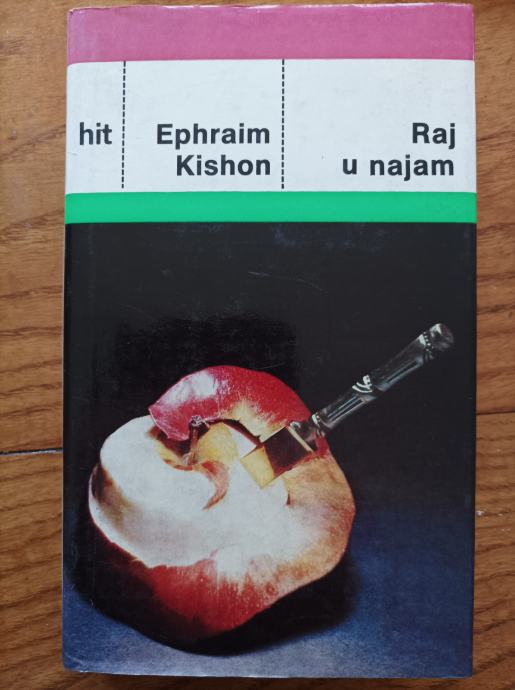 hit
Ephraim
Kishon
Raj
u najam